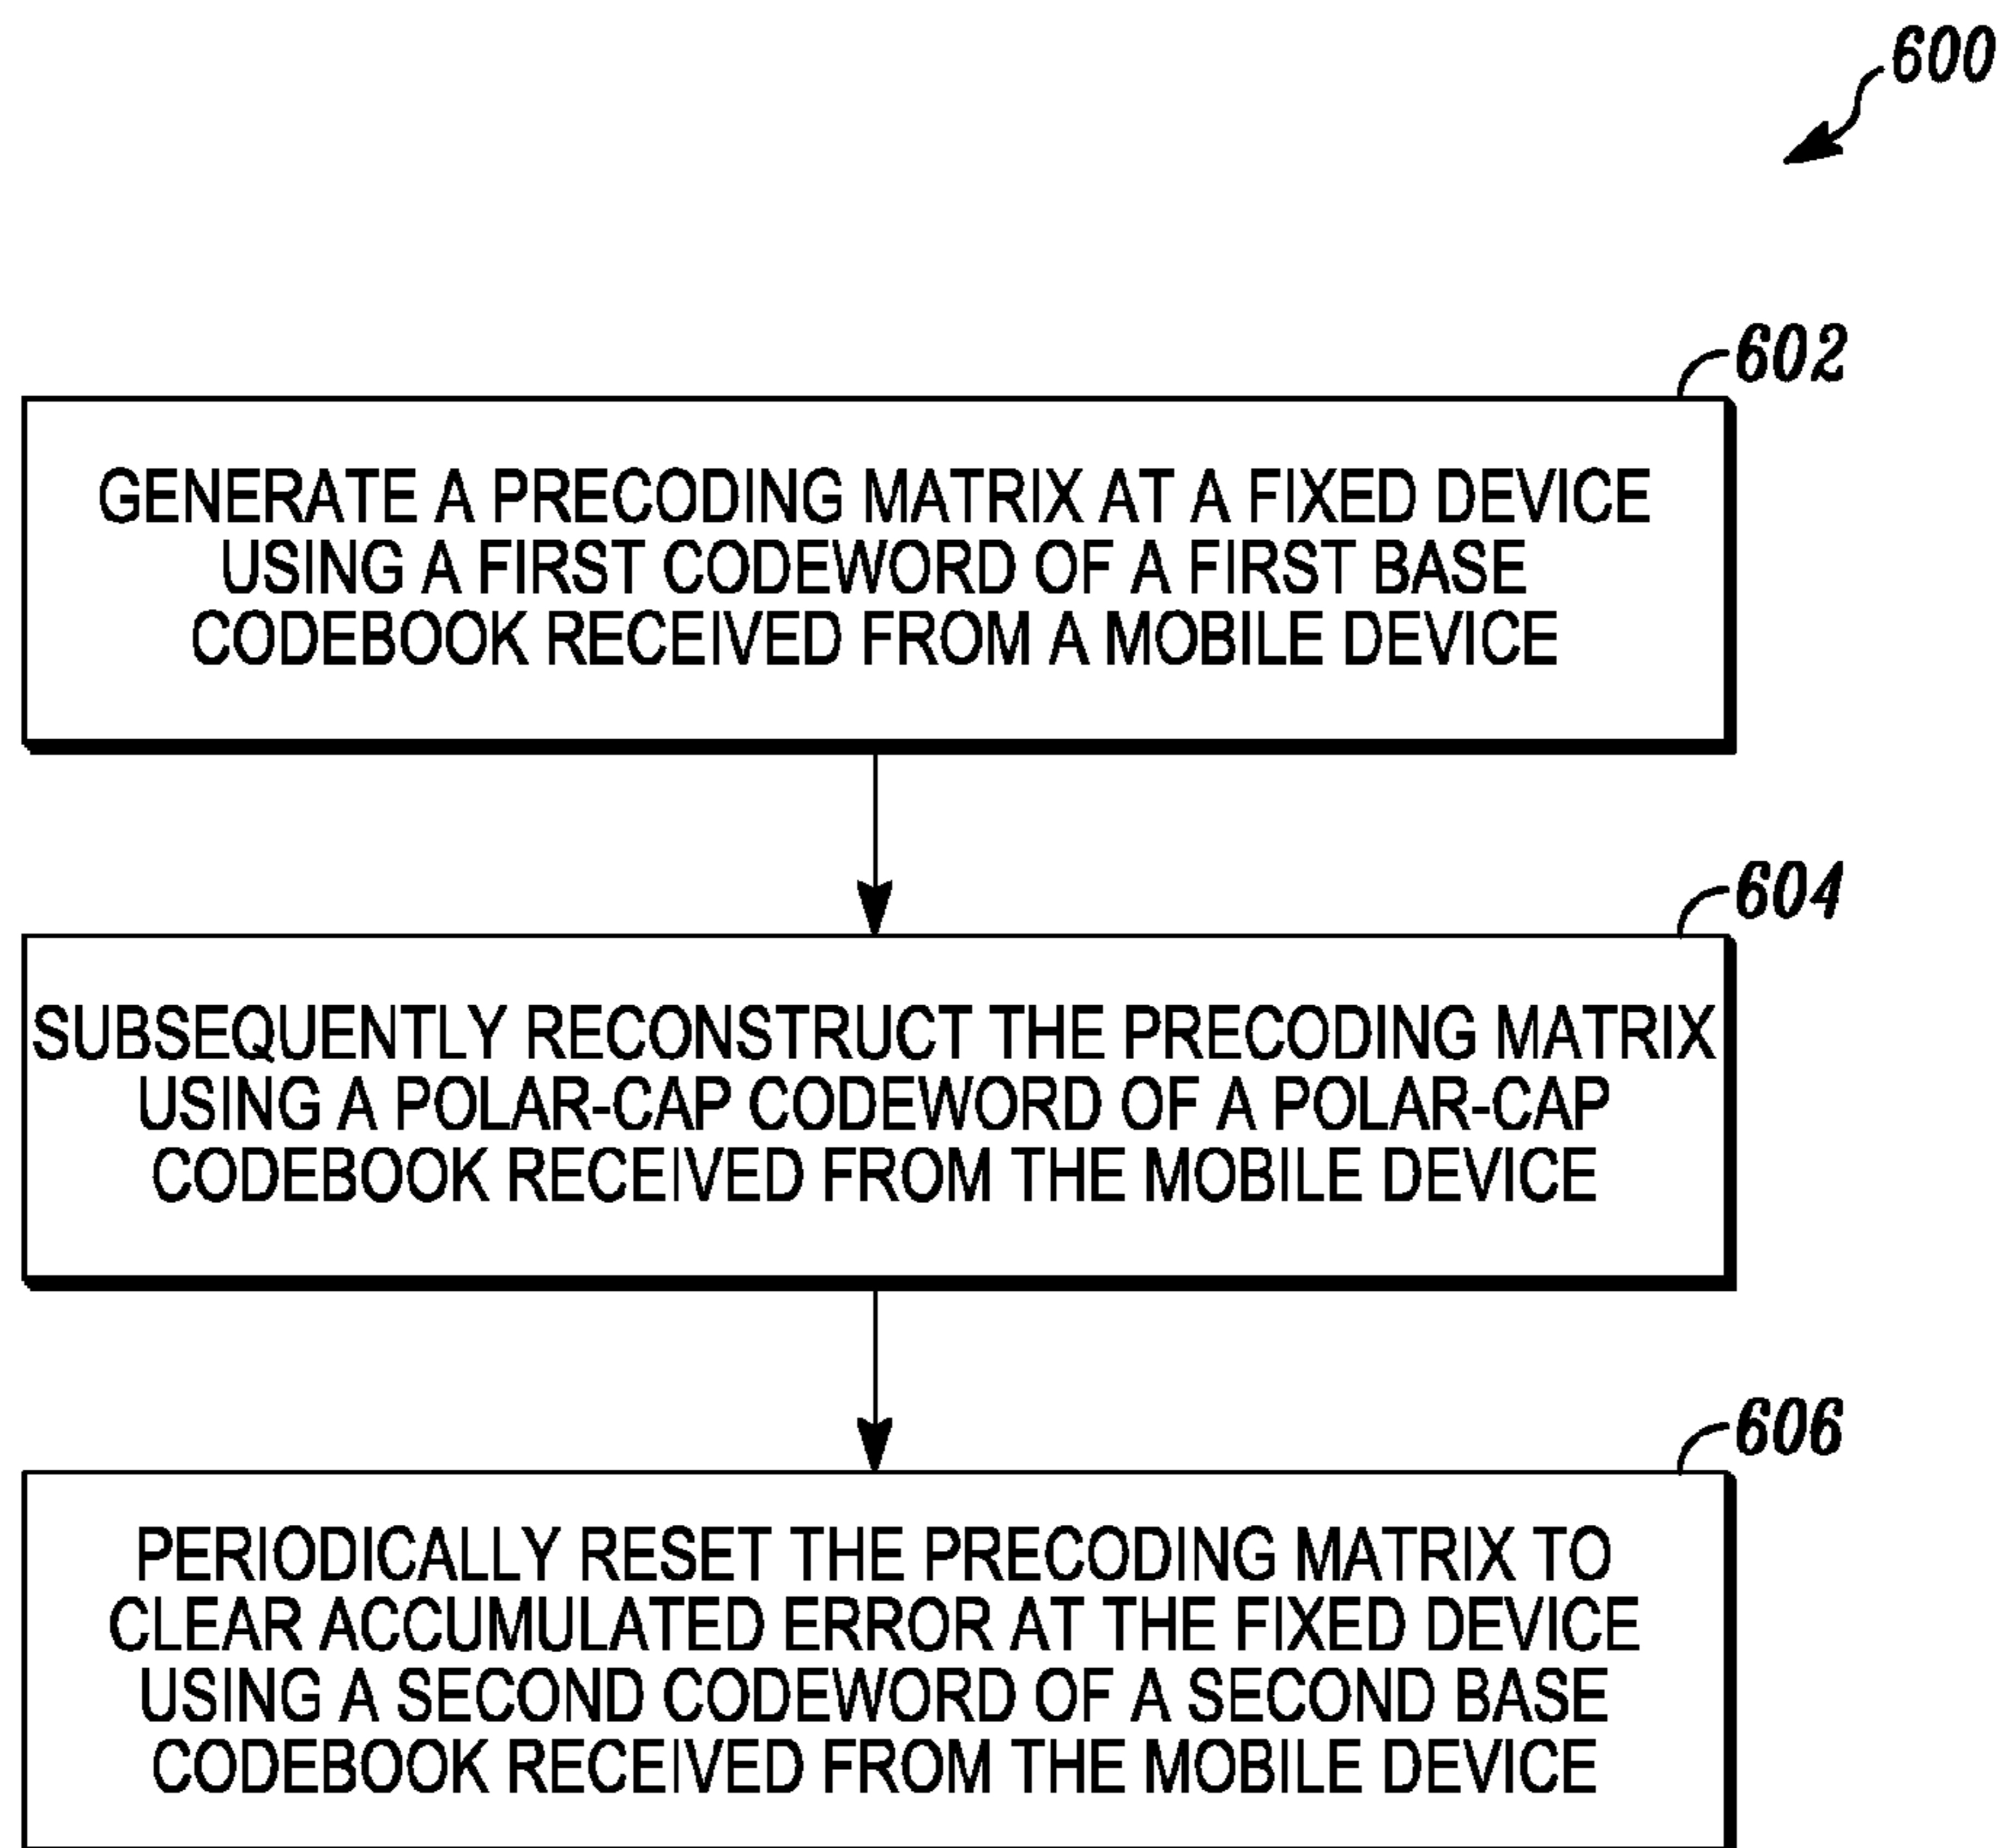 600
602
GENERATE A PRECODING MATRIX AT A FIXED DEVICE
USING A FIRST CODEWORD OF A FIRST BASE
CODEBOOK RECEIVED FROM A MOBILE DEVICE
604
SUBSEQUENTLY RECONSTRUCT THE PRECODING MATRIX
USING A POLAR-CAP CODEWORD OF A POLAR-CAP
CODEBOOK RECEIVED FROM THE MOBILE DEVICE
606
PERIODICALLY RESET THE PRECODING MATRIX TO
CLEAR ACCUMULATED ERROR AT THE FIXED DEVICE
USING A SECOND CODEWORD OF A SECOND BASE
CODEBOOK RECEIVED FROM THE MOBILE DEVICE